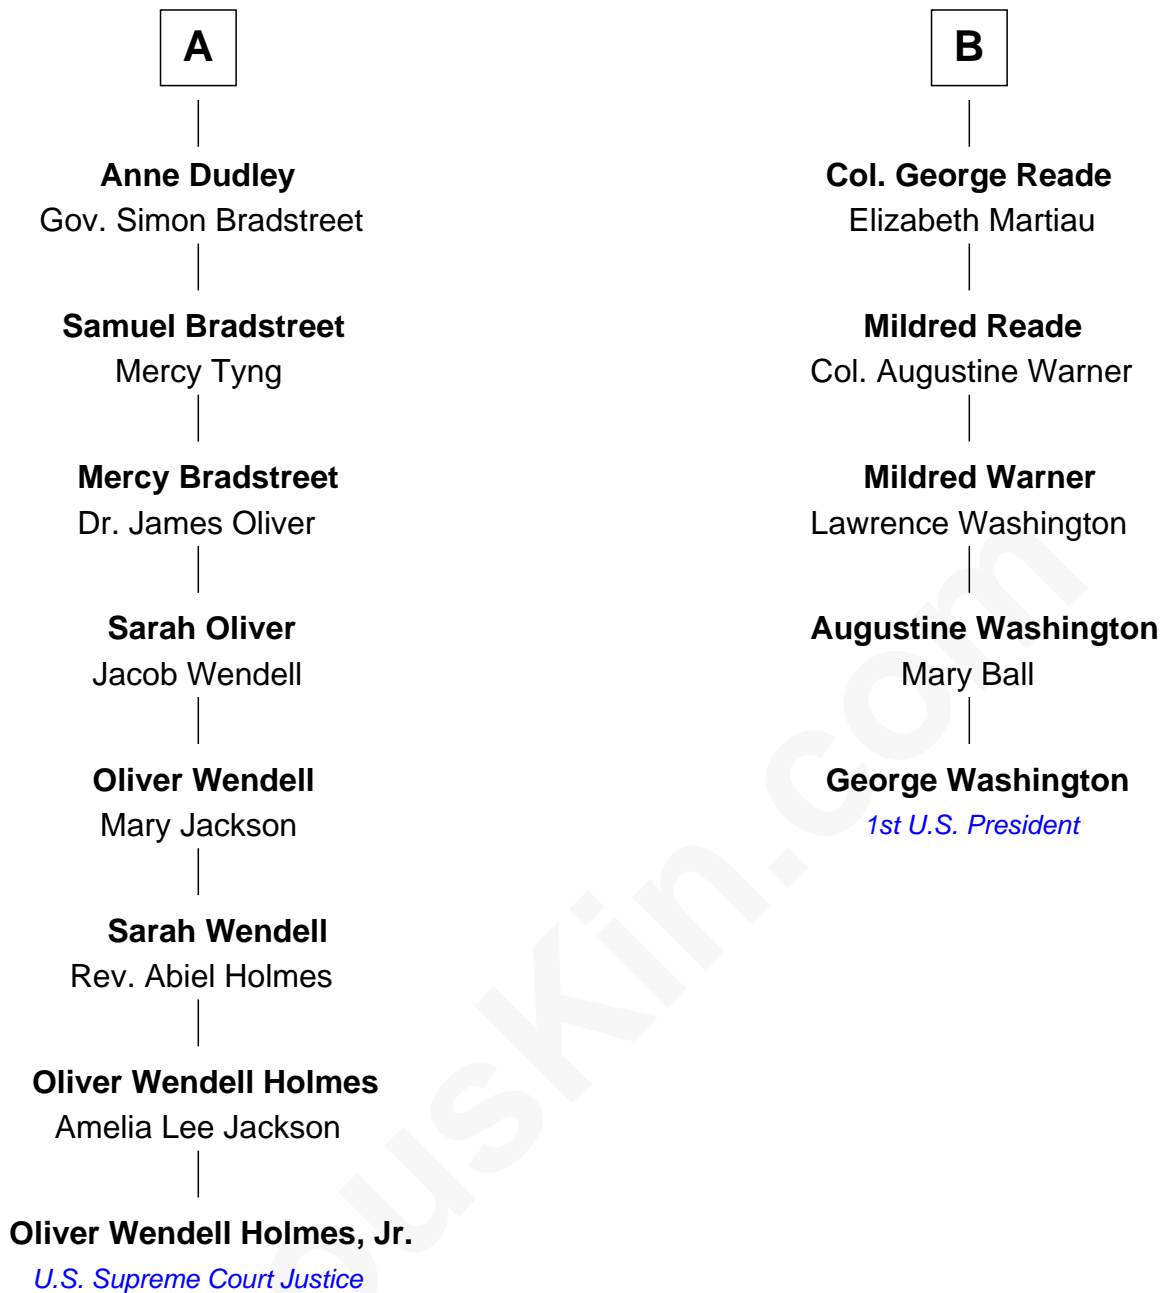 A
Anne Dudley
Gov. Simon Bradstreet
Samuel Bradstreet
Mercy Tyng
Mercy Bradstreet
Dr. James Oliver
Sarah Oliver
Jacob Wendell
Oliver Wendell
Mary Jackson
Sarah Wendell
Rev. Abiel Holmes
Oliver Wendell Holmes
Amelia Lee Jackson
Oliver Wendell Holmes, Jr.
U.S. Supreme Court Justice
B
Col. George Reade
Elizabeth Martiau
Mildred Reade
Col. Augustine Warner
Mildred Warner
Lawrence Washington
Augustine Washington
Mary Ball
George Washington
1st U.S. President